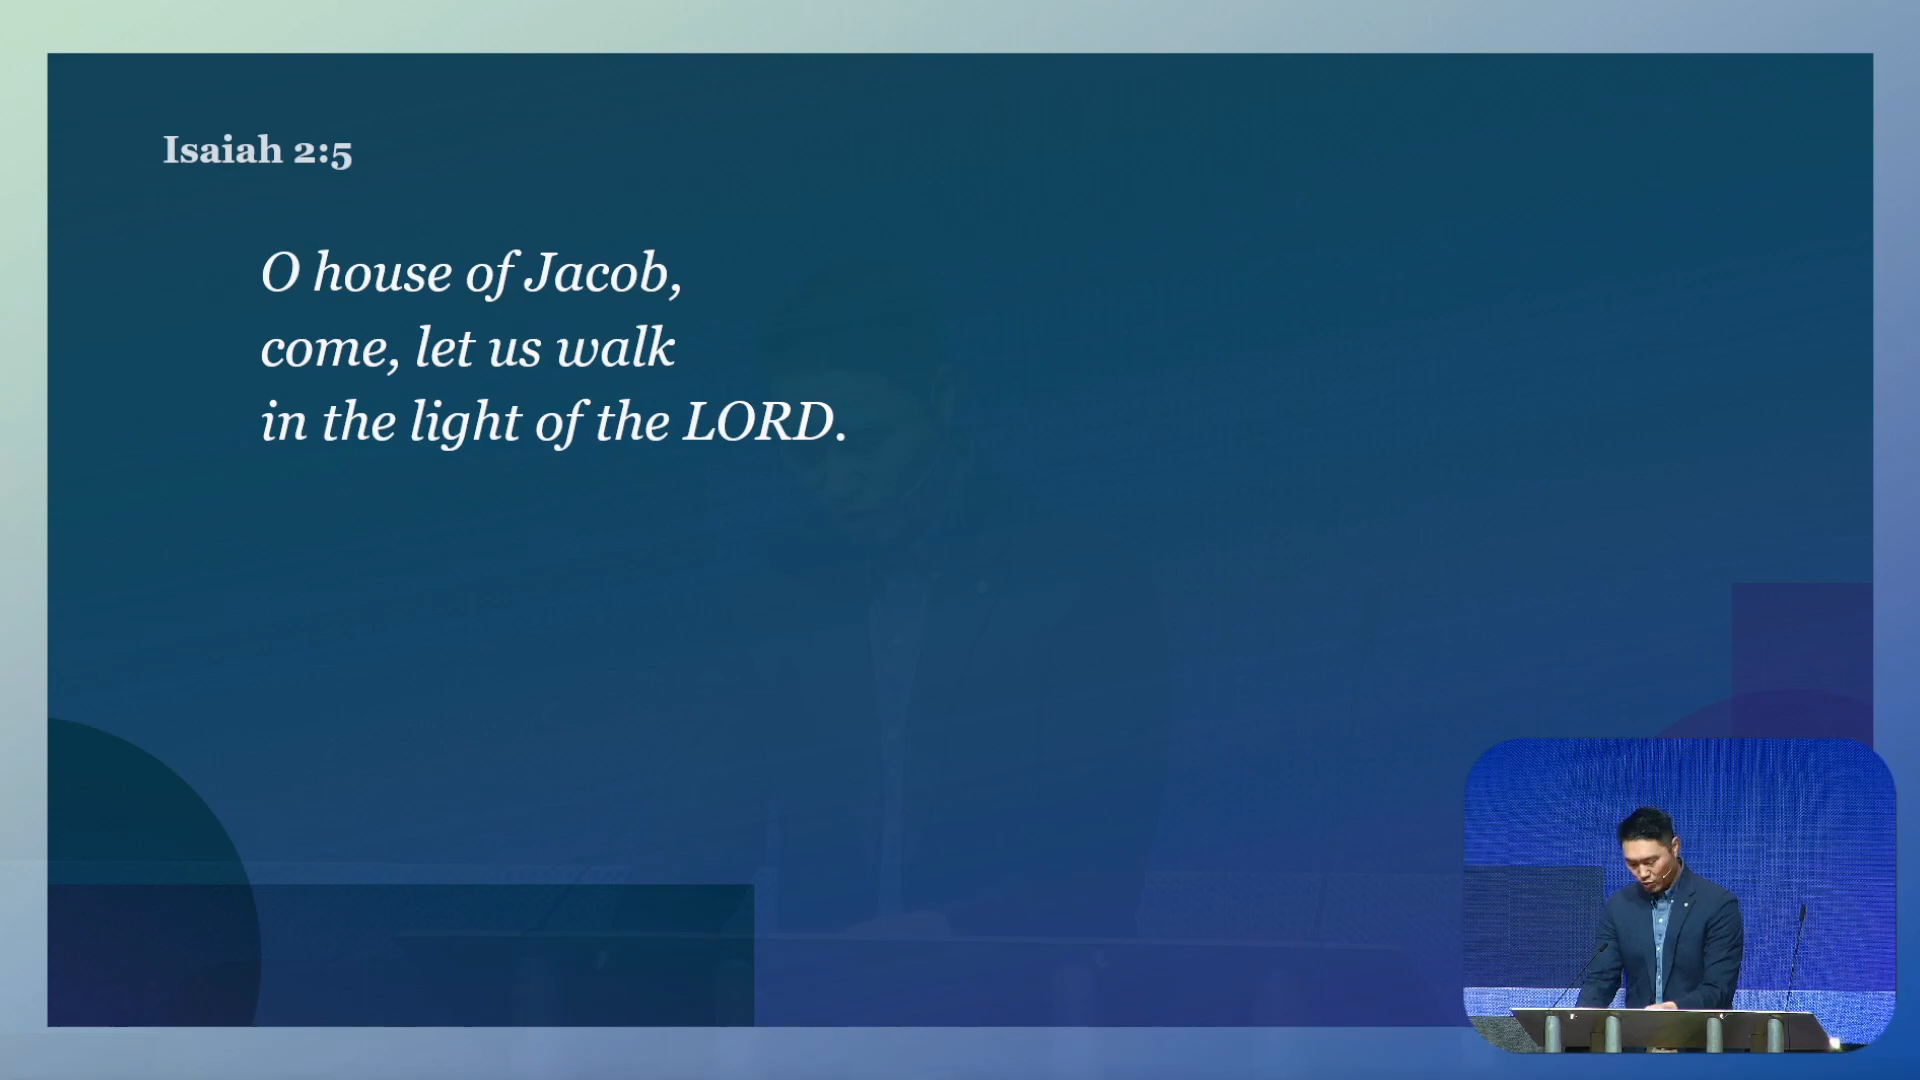 Isaiah 2:5
O house of Jacob,
come, let us walk
in the light of the LORD.